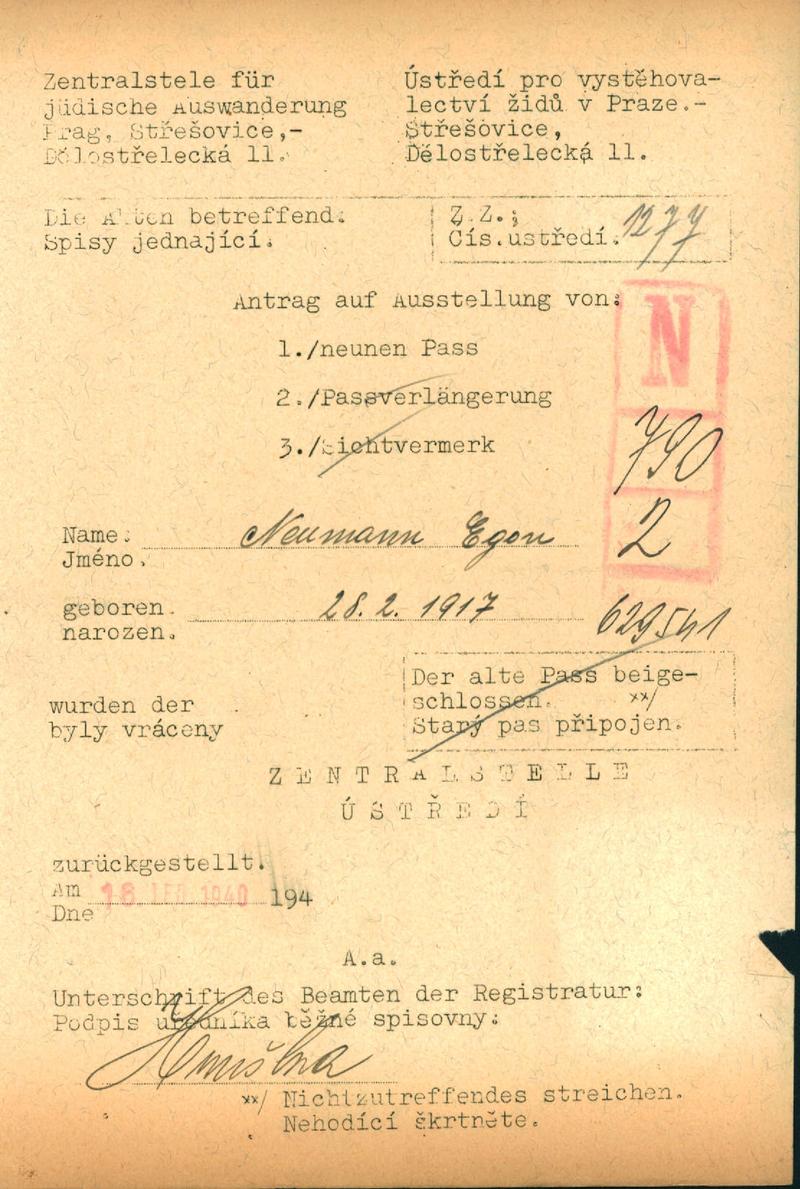 Zentralstele für
jüdische Auswanderung
Prag, Střešovice,-
Dělostřelecká 11.
Ústředí pro vystěhova-
lectví židů v Praze.-
Střešovice,
Dělostřelecká 11.
Die Akten betreffend:
Spisy jednající:
Z.Z.:
Čís.ustředí: 1277
Antrag auf Ausstellung von:
N
1./neunen Pass
2./Passverlängerung
3./Sichtvermerk
790
2
Name: Neumann Egon
Jméno.
geboren. 28.2. 1917
narozen.
629541
Der alte Pass beige-
schlossen. xx/
Starý pas připojen.
wurden der
byly vráceny
ZENTRALSTELLE
ÚSTŘEDÍ
zurückgestellt.
Am 194
Dne
A.a.
Unterschrift des Beamten der Registratur:
Podpis uředníka běžné spisovny:
xx/ Nichtzutreffendes streichen.
Nehodící škrtněte.